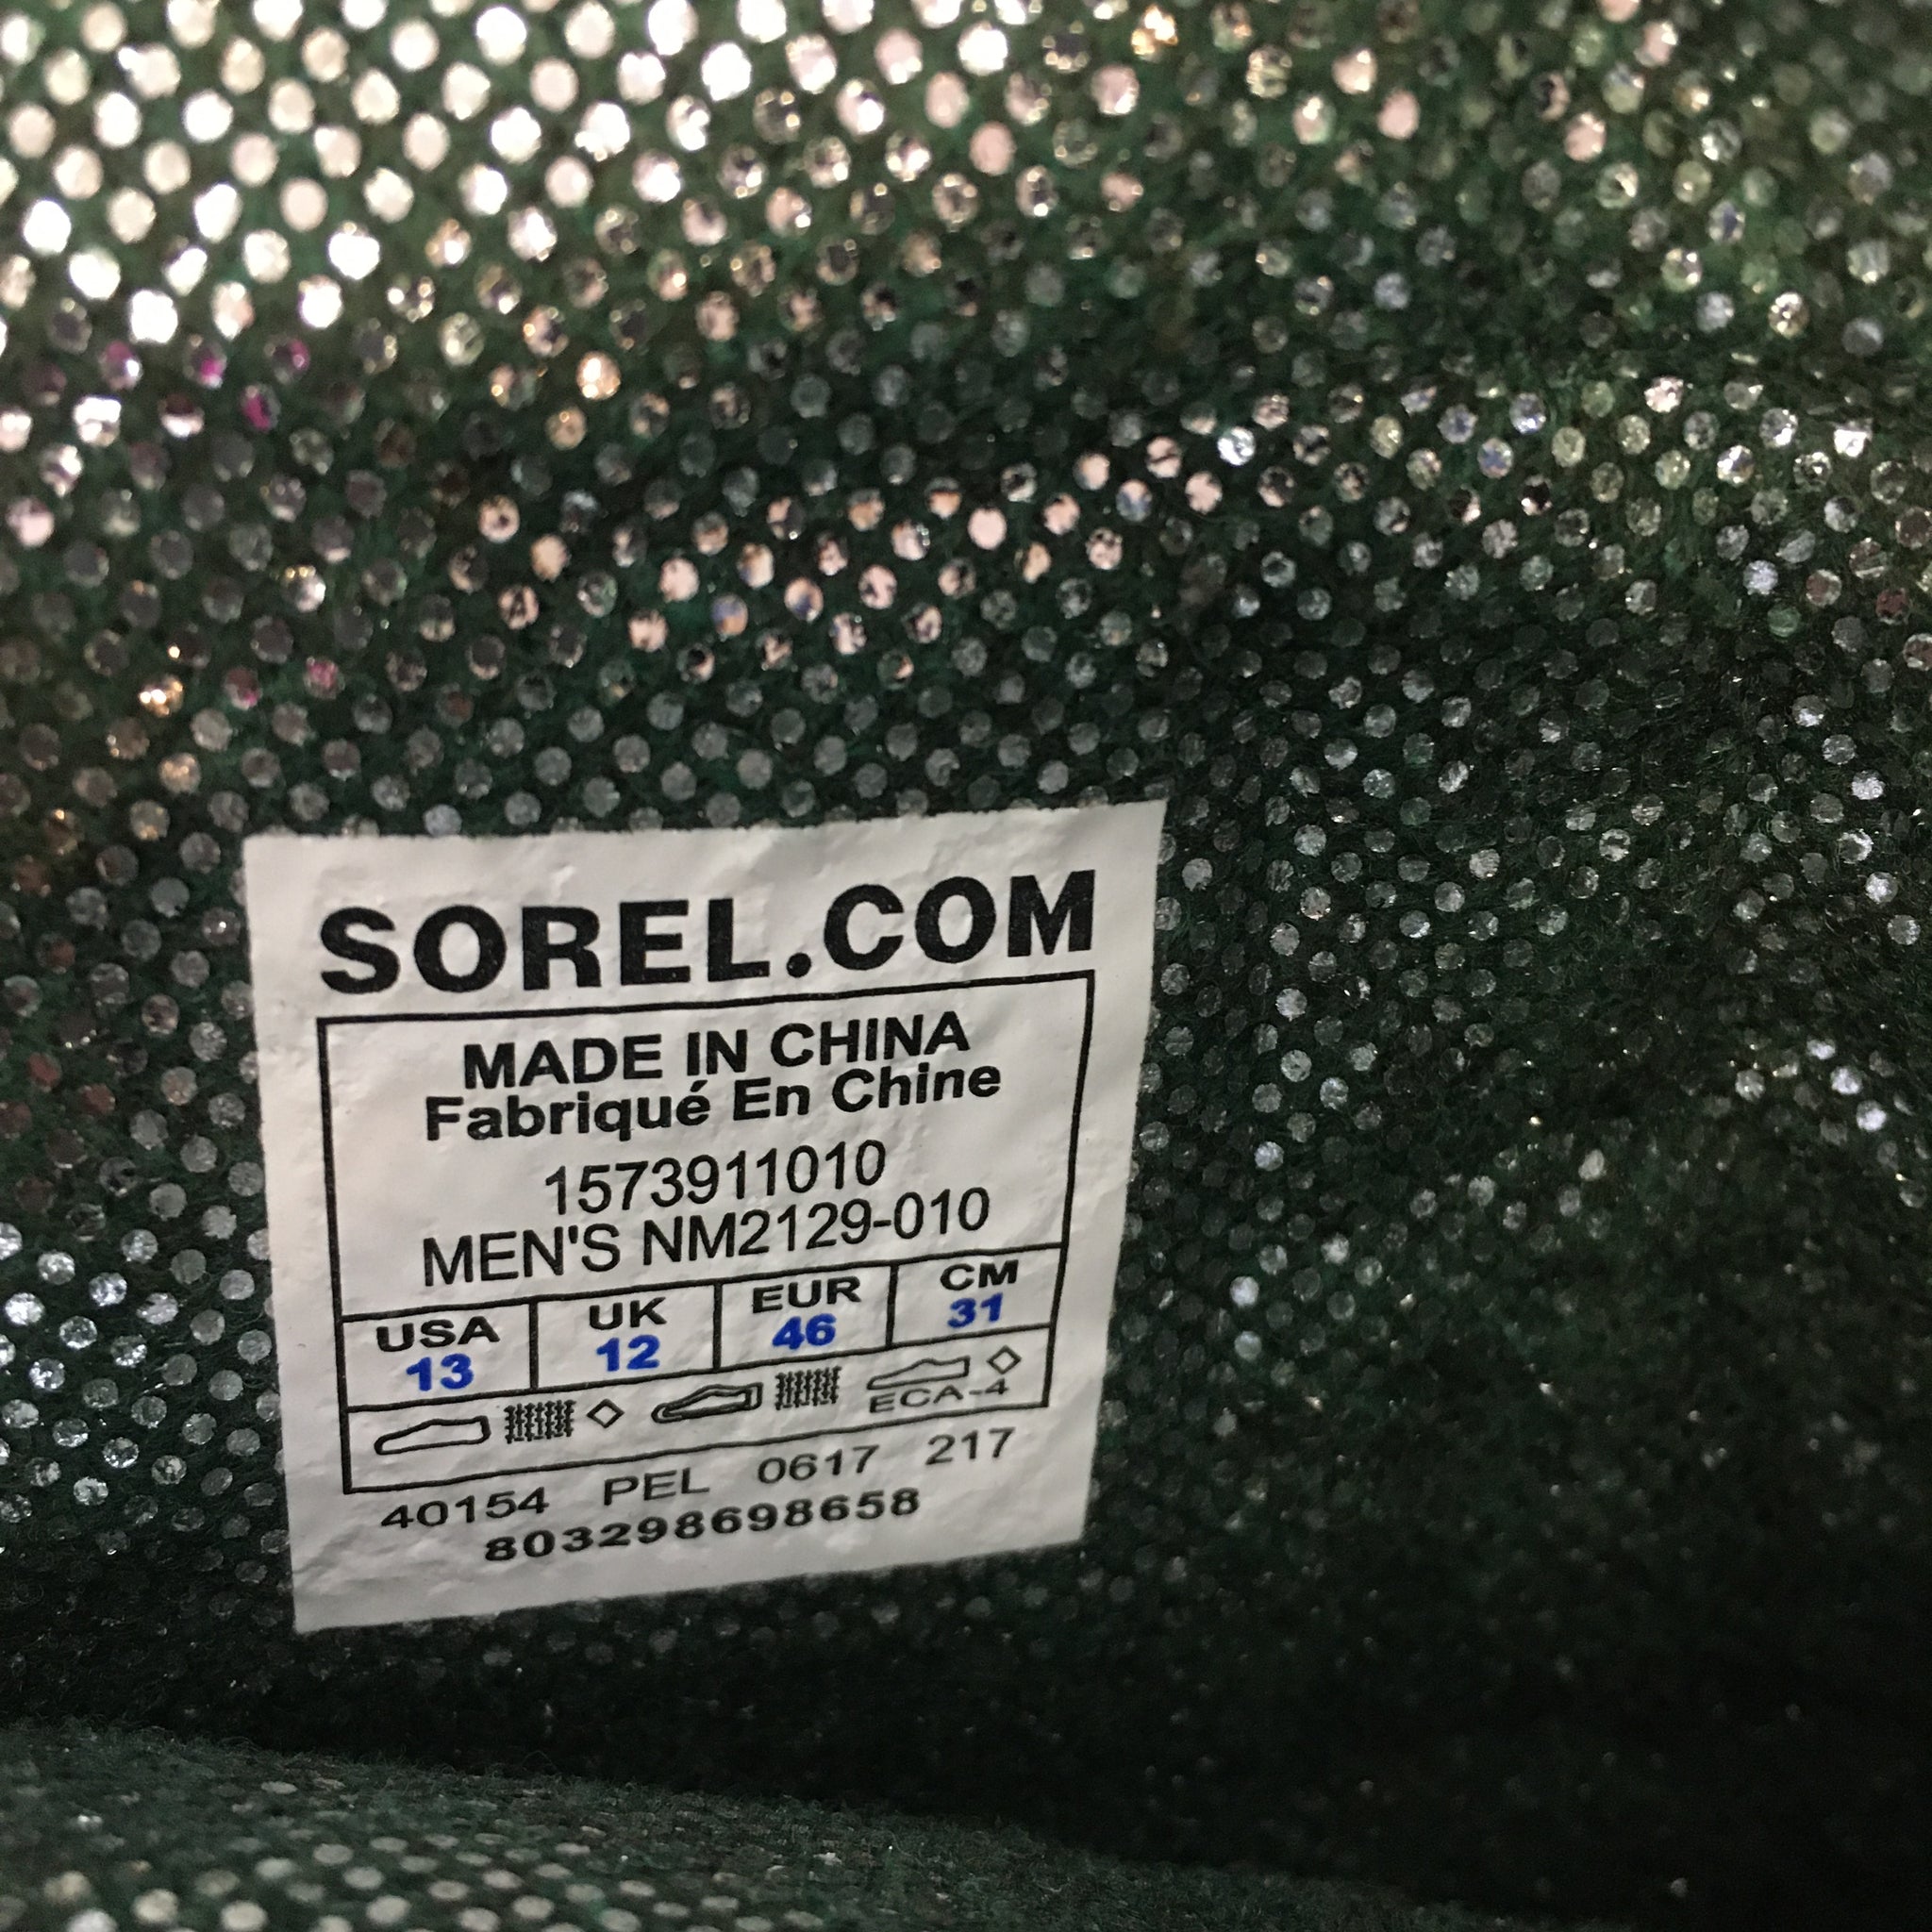 SOREL.COM
MADE IN CHINA
Fabriqué En Chine
1573911010
MEN'S NM2129-010
USA UK EUR CM
13 12 46 31
ECA-4
40154 PEL 0617 217
803298698658